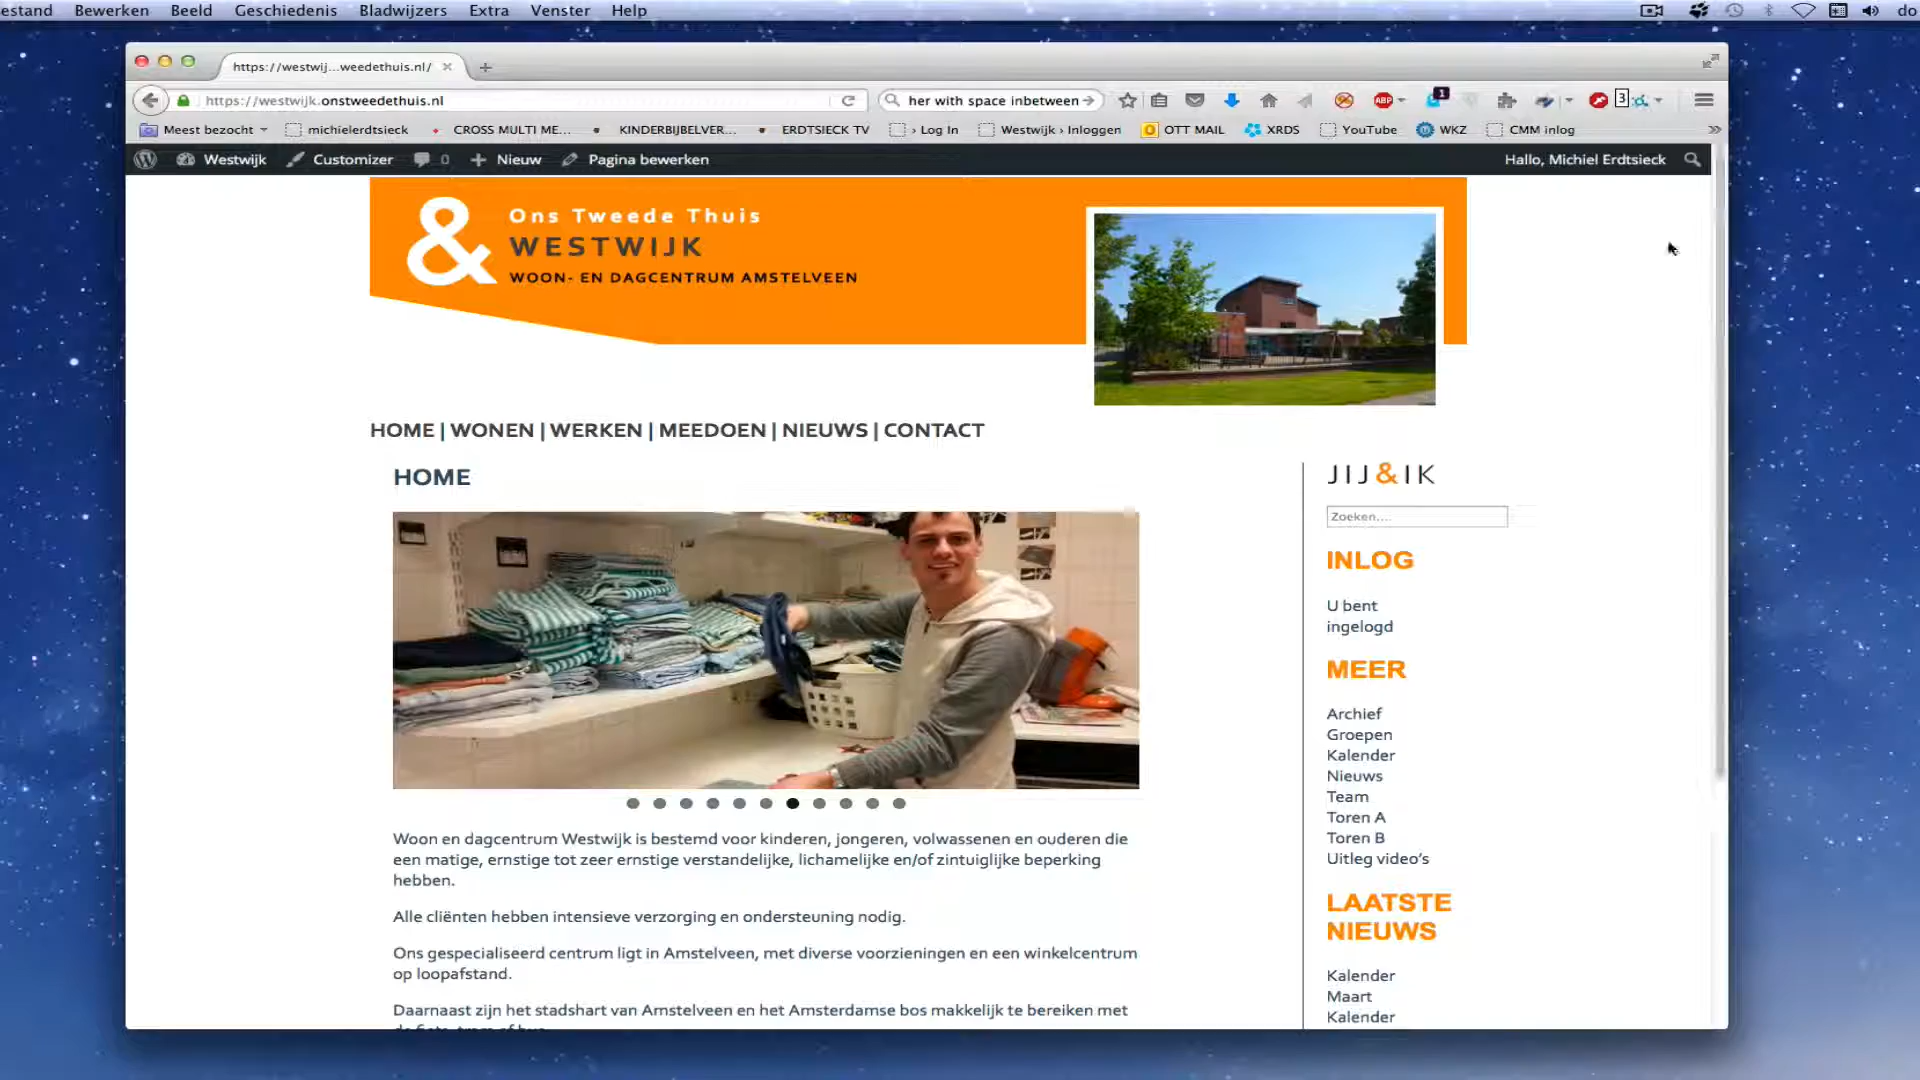 estand Bewerken Beeld Geschiedenis Bladwijzers Extra Venster Help do
https://westwij...weedethuis.nl/
https://westwijk.onstweedethuis.nl her with space inbetween ABP 1 3
Meest bezocht michielerdtsieck CROSS MULTI ME... KINDERBIJBELVER... ERDTSIECK TV › Log In Westwijk › Inloggen OTT MAIL XRDS YouTube WKZ CMM inlog
Westwijk Customizer 0 Nieuw Pagina bewerken Hallo, Michiel Erdtsieck
& Ons Tweede Thuis
WESTWIJK
WOON- EN DAGCENTRUM AMSTELVEEN
HOME | WONEN | WERKEN | MEEDOEN | NIEUWS | CONTACT
HOME
Woon en dagcentrum Westwijk is bestemd voor kinderen, jongeren, volwassenen en ouderen die
een matige, ernstige tot zeer ernstige verstandelijke, lichamelijke en/of zintuiglijke beperking
hebben.
Alle cliënten hebben intensieve verzorging en ondersteuning nodig.
Ons gespecialiseerd centrum ligt in Amstelveen, met diverse voorzieningen en een winkelcentrum
op loopafstand.
Daarnaast zijn het stadshart van Amstelveen en het Amsterdamse bos makkelijk te bereiken met
JIJ&IK
Zoeken....
INLOG
U bent
ingelogd
MEER
Archief
Groepen
Kalender
Nieuws
Team
Toren A
Toren B
Uitleg video's
LAATSTE
NIEUWS
Kalender
Maart
Kalender